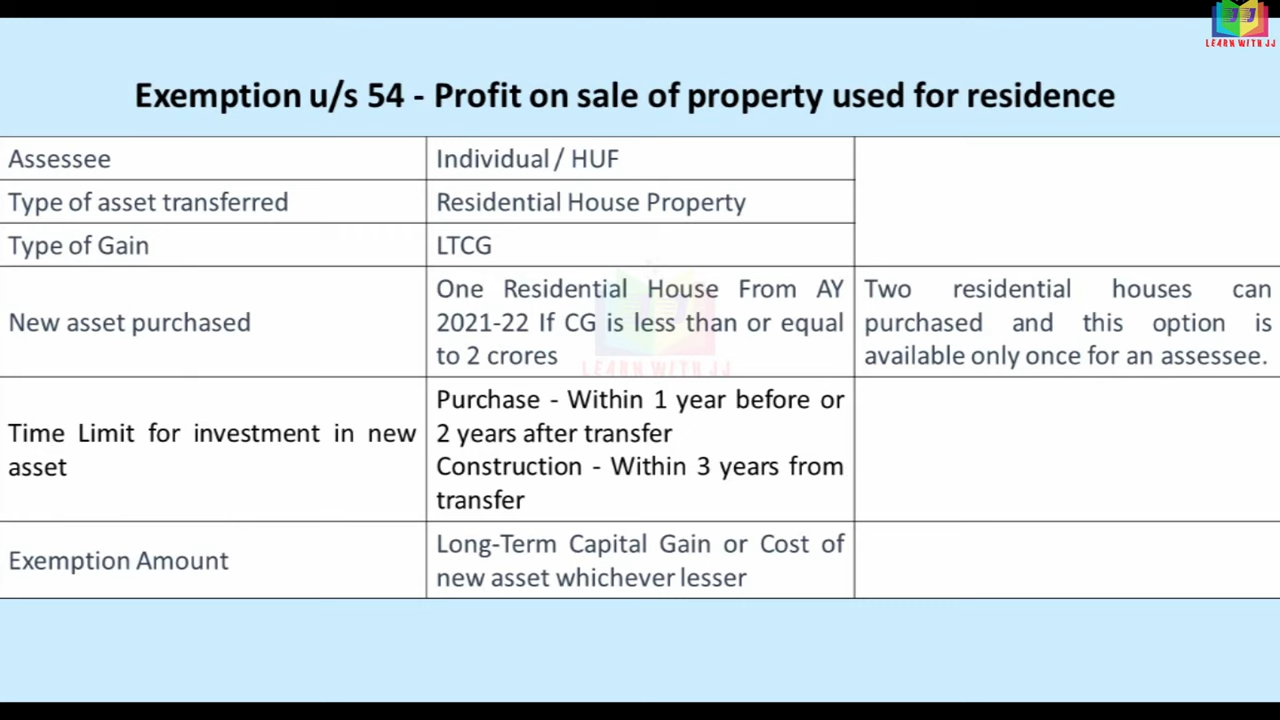 LEARN WITH JJ
Exemption u/s 54 - Profit on sale of property used for residence
Assessee
Individual / HUF
Type of asset transferred
Residential House Property
Type of Gain
LTCG
New asset purchased
One Residential House From AY
2021-22 If CG is less than or equal
to 2 crores
Two residential houses can
purchased and this option is
available only once for an assessee.
LEARN WITH JJ
Time Limit for investment in new
asset
Purchase - Within 1 year before or
2 years after transfer
Construction - Within 3 years from
transfer
Exemption Amount
Long-Term Capital Gain or Cost of
new asset whichever lesser